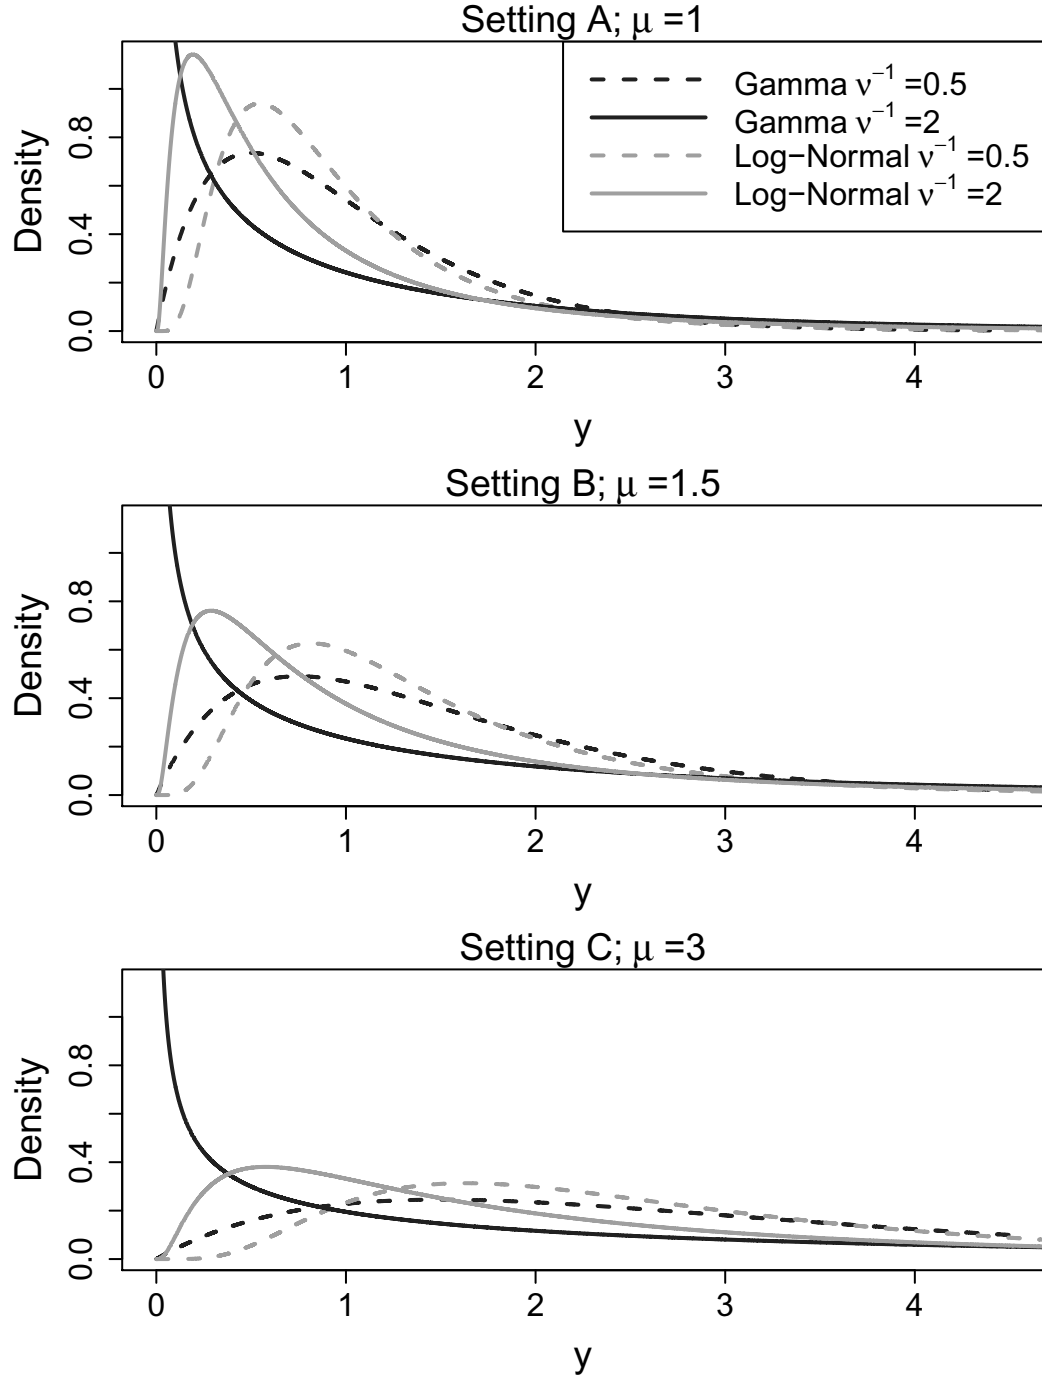 Setting A; μ =1
Density
0.0
0.4
0.8
Gamma ν⁻¹ =0.5
Gamma ν⁻¹ =2
Log−Normal ν⁻¹ =0.5
Log−Normal ν⁻¹ =2
0 1 2 3 4
y
Setting B; μ =1.5
Density
0.0
0.4
0.8
0 1 2 3 4
y
Setting C; μ =3
Density
0.0
0.4
0.8
0 1 2 3 4
y